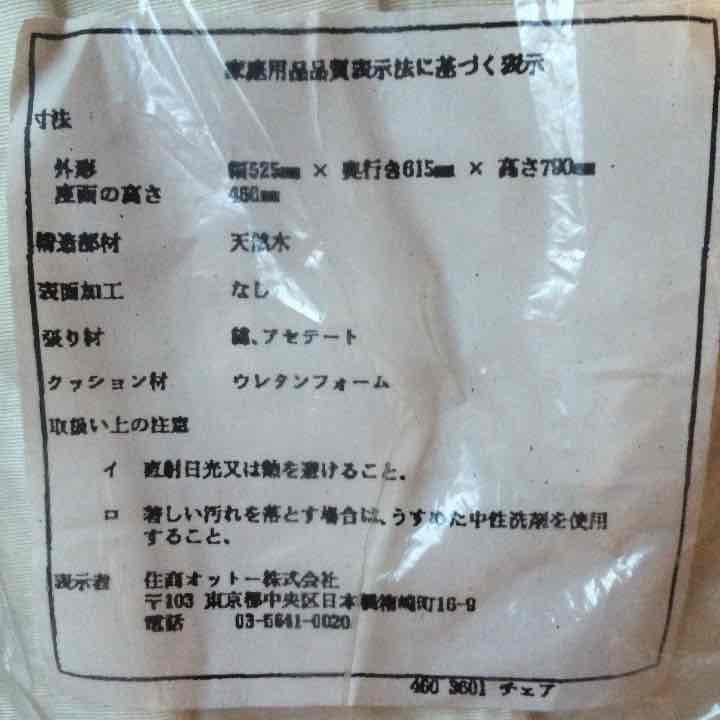 家庭用品品質表示法に基づく表示
寸法
外形 幅525mm × 奥行き615mm × 高さ790mm
座面の高さ 460mm
構造部材 天然木
表面加工 なし
張り材 綿、アセテート
クッション材 ウレタンフォーム
取扱い上の注意
イ 直射日光又は熱を避けること。
ロ 著しい汚れを落とす場合は、うすめた中性洗剤を使用
すること。
表示者 住商オットー株式会社
〒103 東京都中央区日本橋箱崎町16-9
電話 03-5641-0020
460 3601 チェア